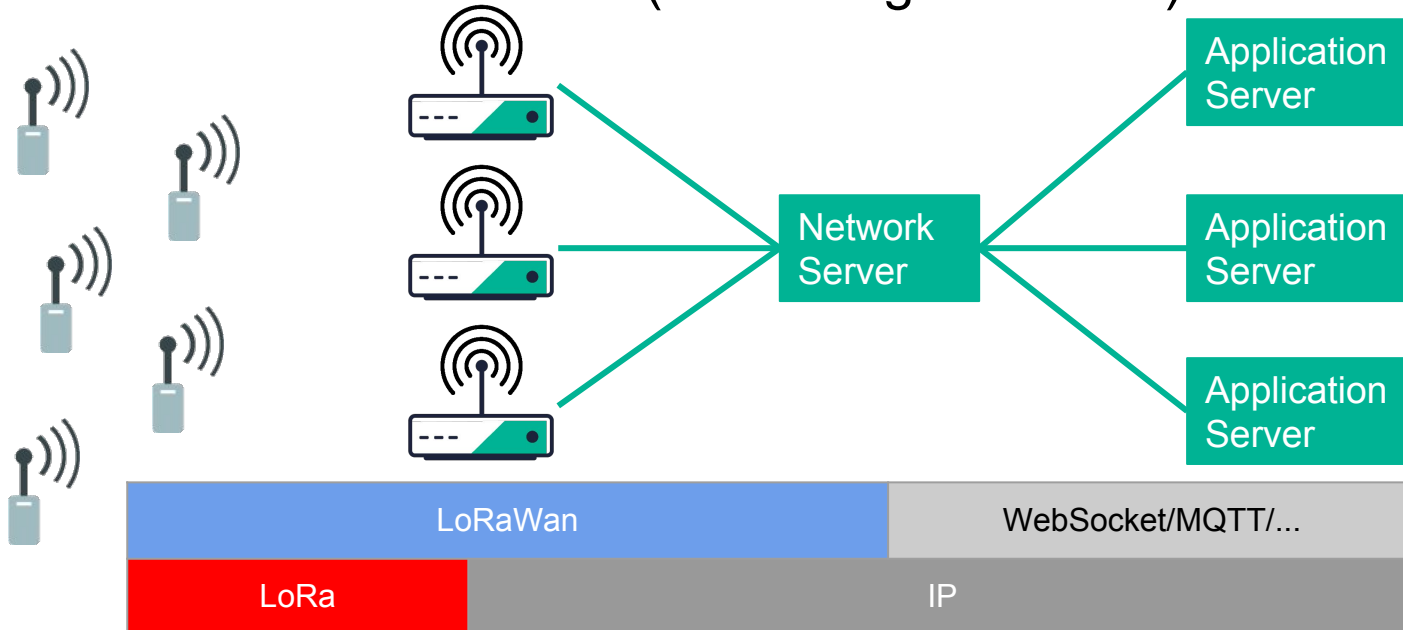 Application
Server
Network
Server
Application
Server
Application
Server
LoRaWan
WebSocket/MQTT/...
LoRa
IP